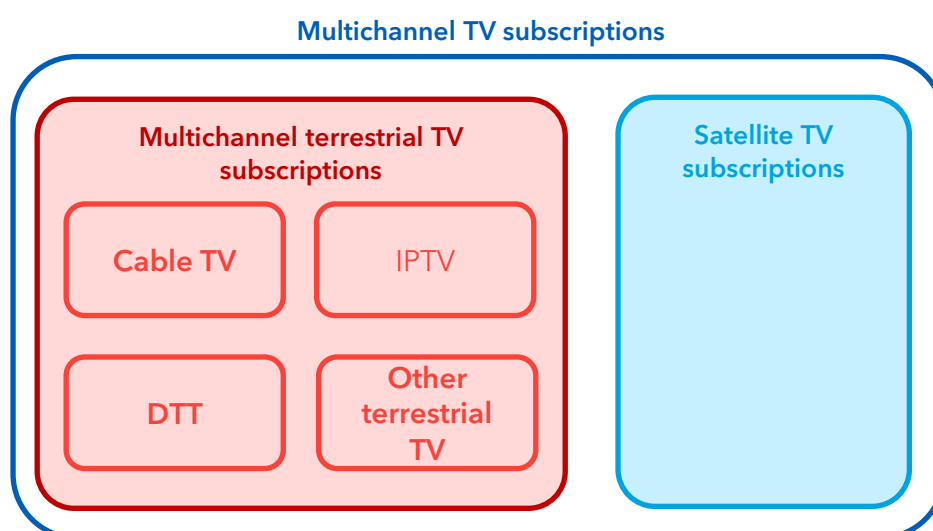 Multichannel TV subscriptions
Multichannel terrestrial TV
subscriptions
Satellite TV
subscriptions
Cable TV
IPTV
DTT
Other
terrestrial
TV